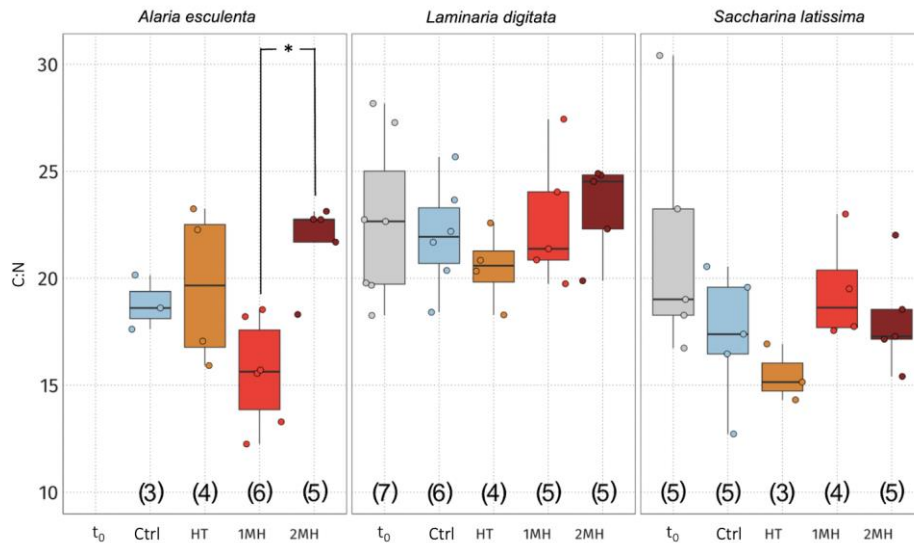 Alaria esculenta Laminaria digitata Saccharina latissima
*
30
25
C:N
20
15
10
(3) (4) (6) (5) (7) (6) (4) (5) (5) (5) (5) (3) (4) (5)
t₀ Ctrl HT 1MH 2MH t₀ Ctrl HT 1MH 2MH t₀ Ctrl HT 1MH 2MH